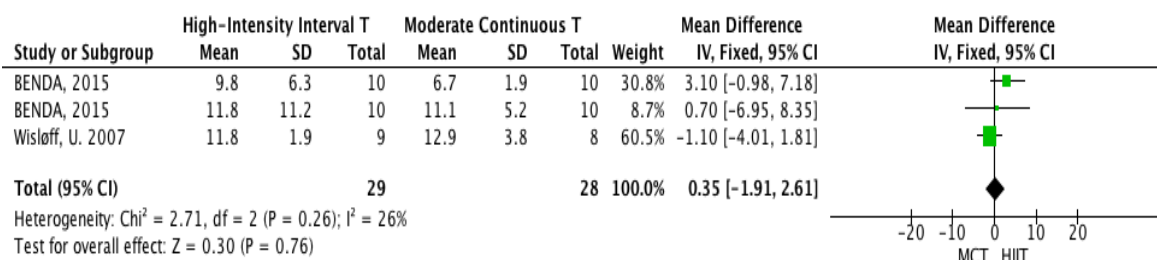 High-Intensity Interval T Moderate Continuous T Mean Difference Mean Difference
Study or Subgroup Mean SD Total Mean SD Total Weight IV, Fixed, 95% CI IV, Fixed, 95% CI
BENDA, 2015 9.8 6.3 10 6.7 1.9 10 30.8% 3.10 [-0.98, 7.18]
BENDA, 2015 11.8 11.2 10 11.1 5.2 10 8.7% 0.70 [-6.95, 8.35]
Wisløff, U. 2007 11.8 1.9 9 12.9 3.8 8 60.5% -1.10 [-4.01, 1.81]
Total (95% CI) 29 28 100.0% 0.35 [-1.91, 2.61]
Heterogeneity: Chi² = 2.71, df = 2 (P = 0.26); I² = 26%
Test for overall effect: Z = 0.30 (P = 0.76)
-20 -10 0 10 20
MCT HIIT